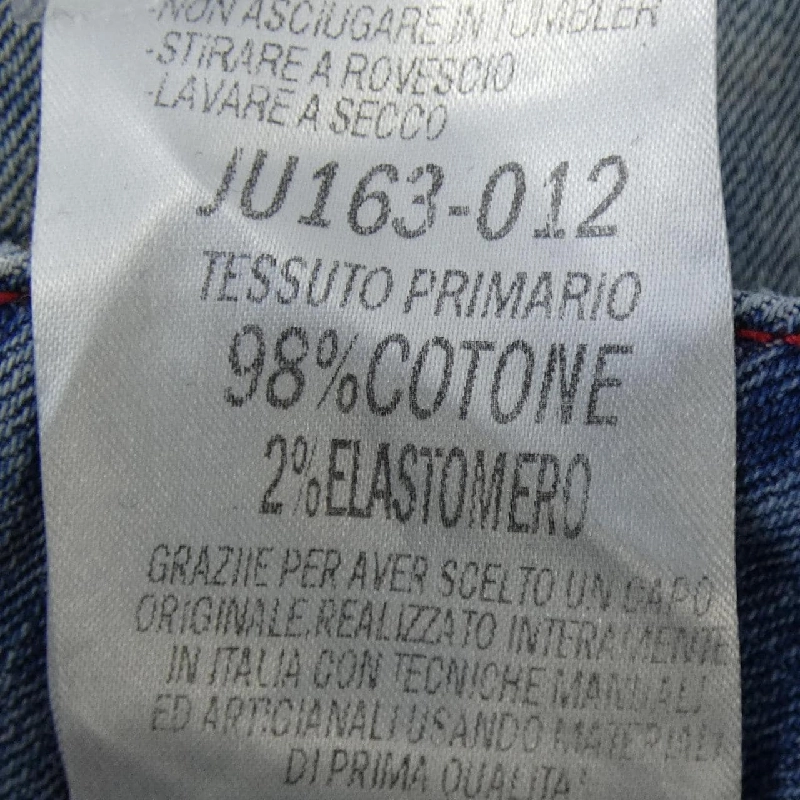 -NON ASCIUGARE IN TUMBLER
-STIRARE A ROVESCIO
-LAVARE A SECCO
JU163-012
TESSUTO PRIMARIO
98%COTONE
2%ELASTOMERO
GRAZIIE PER AVER SCELTO UN CAPO
ORIGINALE,REALIZZATO INTERAMENTE
IN ITALIA CON TECNICHE MANUALI
ED ARTIGIANALI USANDO MATERIALI
DI PRIMA QUALITA'